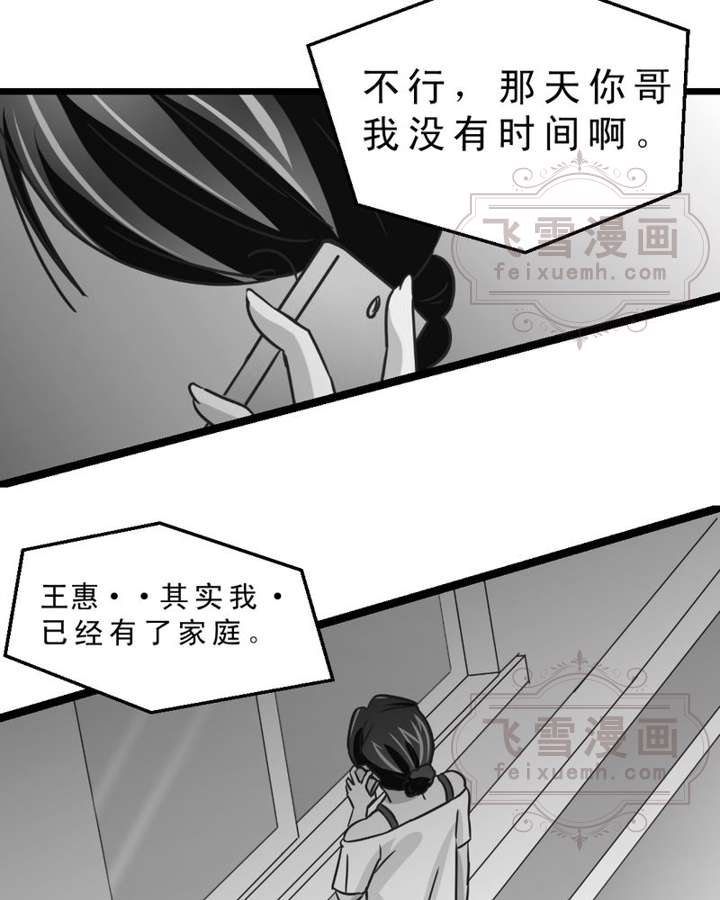 不行，那天你哥
我没有时间啊。
飞雪漫画
feixuemh.com
王惠··其实我·
已经有了家庭。
飞雪漫画
feixuemh.com